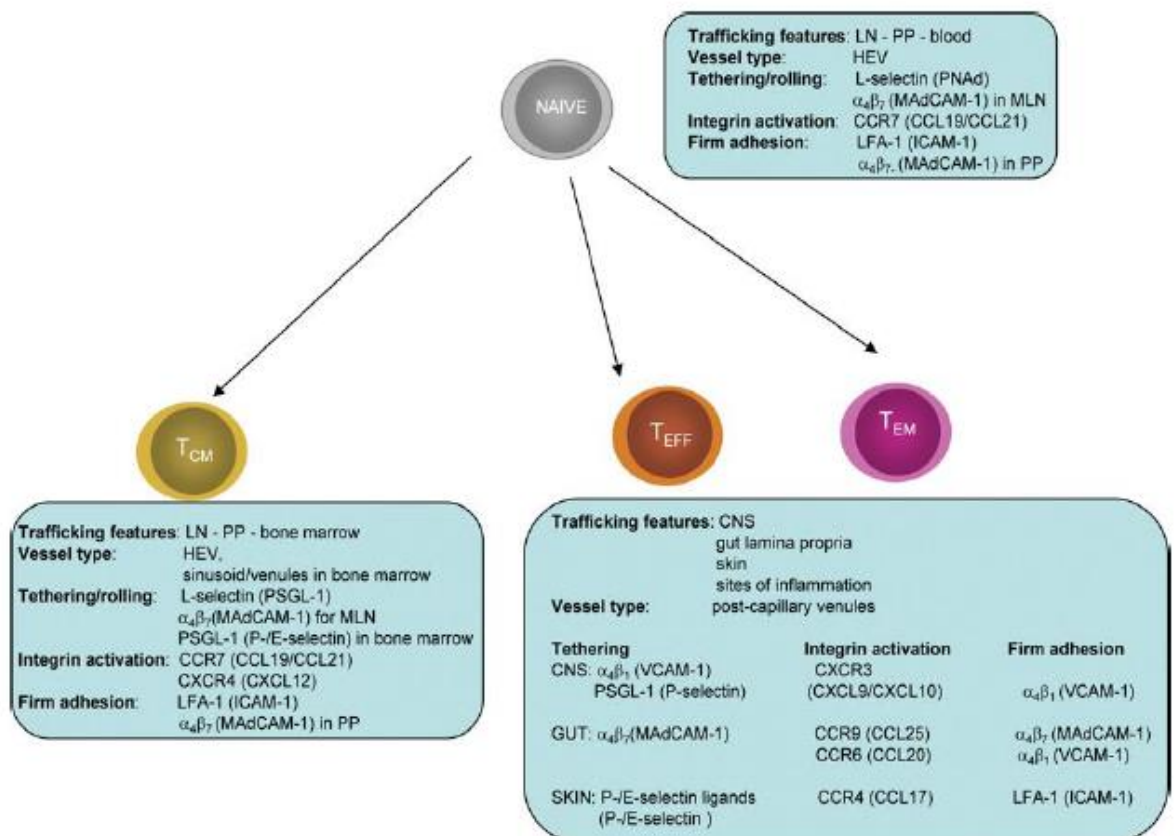 NAIVE
Trafficking features: LN - PP - blood
Vessel type: HEV
Tethering/rolling: L-selectin (PNAd)
α₄β₇ (MAdCAM-1) in MLN
Integrin activation: CCR7 (CCL19/CCL21)
Firm adhesion: LFA-1 (ICAM-1)
α₄β₇. (MAdCAM-1) in PP
T_CM
T_EFF
T_EM
Trafficking features: LN - PP - bone marrow
Vessel type: HEV,
sinusoid/venules in bone marrow
Tethering/rolling: L-selectin (PSGL-1)
α₄β₇(MAdCAM-1) for MLN
PSGL-1 (P-/E-selectin) in bone marrow
Integrin activation: CCR7 (CCL19/CCL21)
CXCR4 (CXCL12)
Firm adhesion: LFA-1 (ICAM-1)
α₄β₇ (MAdCAM-1) in PP
Trafficking features: CNS
gut lamina propria
skin
sites of inflammation
Vessel type: post-capillary venules
Tethering Integrin activation Firm adhesion
CNS: α₄β₁ (VCAM-1) CXCR3
PSGL-1 (P-selectin) (CXCL9/CXCL10) α₄β₁ (VCAM-1)
GUT: α₄β₇(MAdCAM-1) CCR9 (CCL25) α₄β₇ (MAdCAM-1)
CCR6 (CCL20) α₄β₁ (VCAM-1)
SKIN: P-/E-selectin ligands CCR4 (CCL17) LFA-1 (ICAM-1)
(P-/E-selectin )